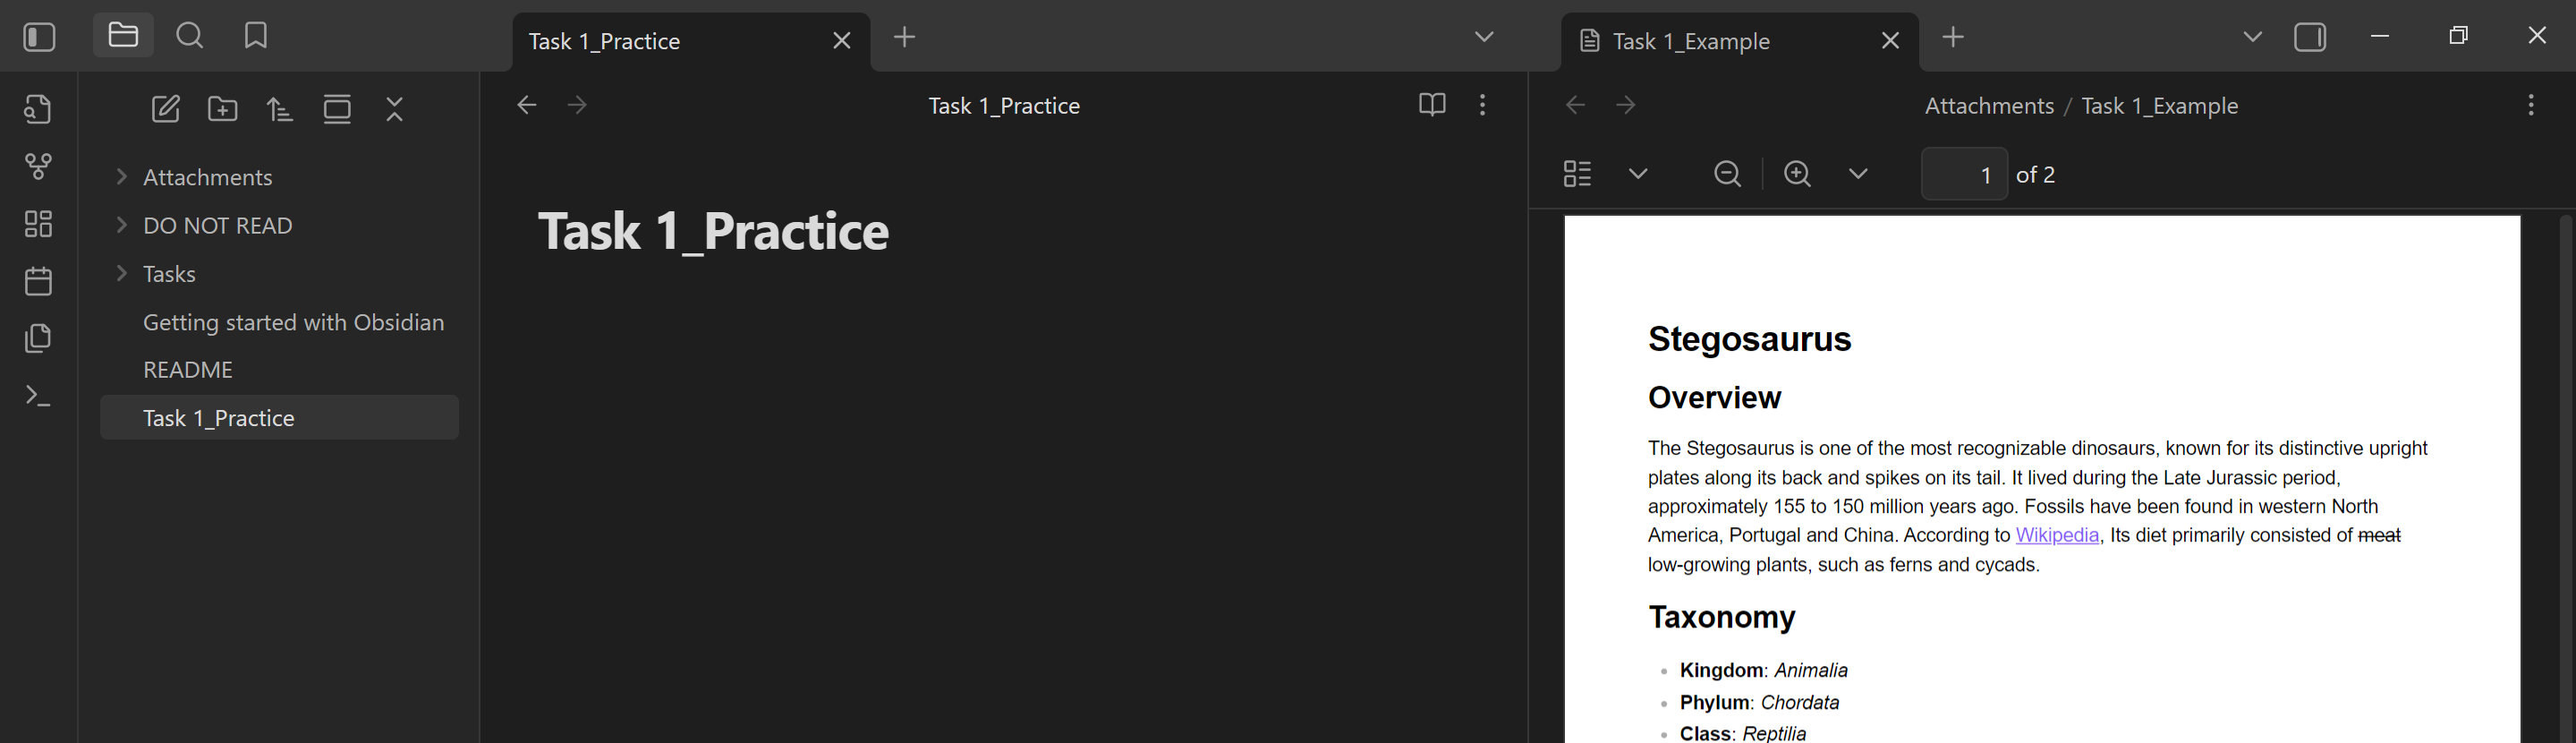 Task 1_Practice
Task 1_Example
Attachments
DO NOT READ
Tasks
Getting started with Obsidian
README
Task 1_Practice
Task 1_Practice
Task 1_Practice
Attachments / Task 1_Example
1 of 2
Stegosaurus
Overview
The Stegosaurus is one of the most recognizable dinosaurs, known for its distinctive upright
plates along its back and spikes on its tail. It lived during the Late Jurassic period,
approximately 155 to 150 million years ago. Fossils have been found in western North
America, Portugal and China. According to Wikipedia, Its diet primarily consisted of meat
low-growing plants, such as ferns and cycads.
Taxonomy
Kingdom: Animalia
Phylum: Chordata
Class: Reptilia